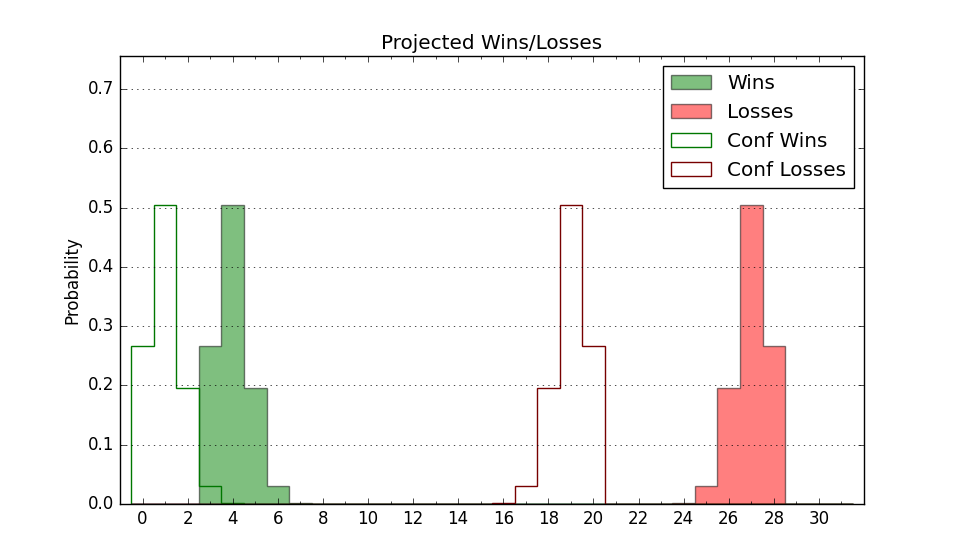 Projected Wins/Losses
Wins
Losses
Conf Wins
Conf Losses
Probability
0.7
0.6
0.5
0.4
0.3
0.2
0.1
0.0
0 2 4 6 8 10 12 14 16 18 20 22 24 26 28 30